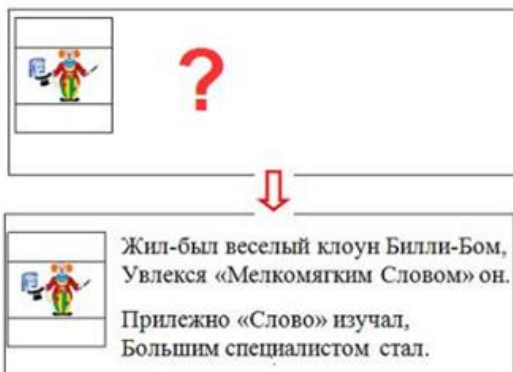 ?
Жил-был веселый клоун Билли-Бом,
Увлекся «Мелкомягким Словом» он.
Прилежно «Слово» изучал,
Большим специалистом стал.